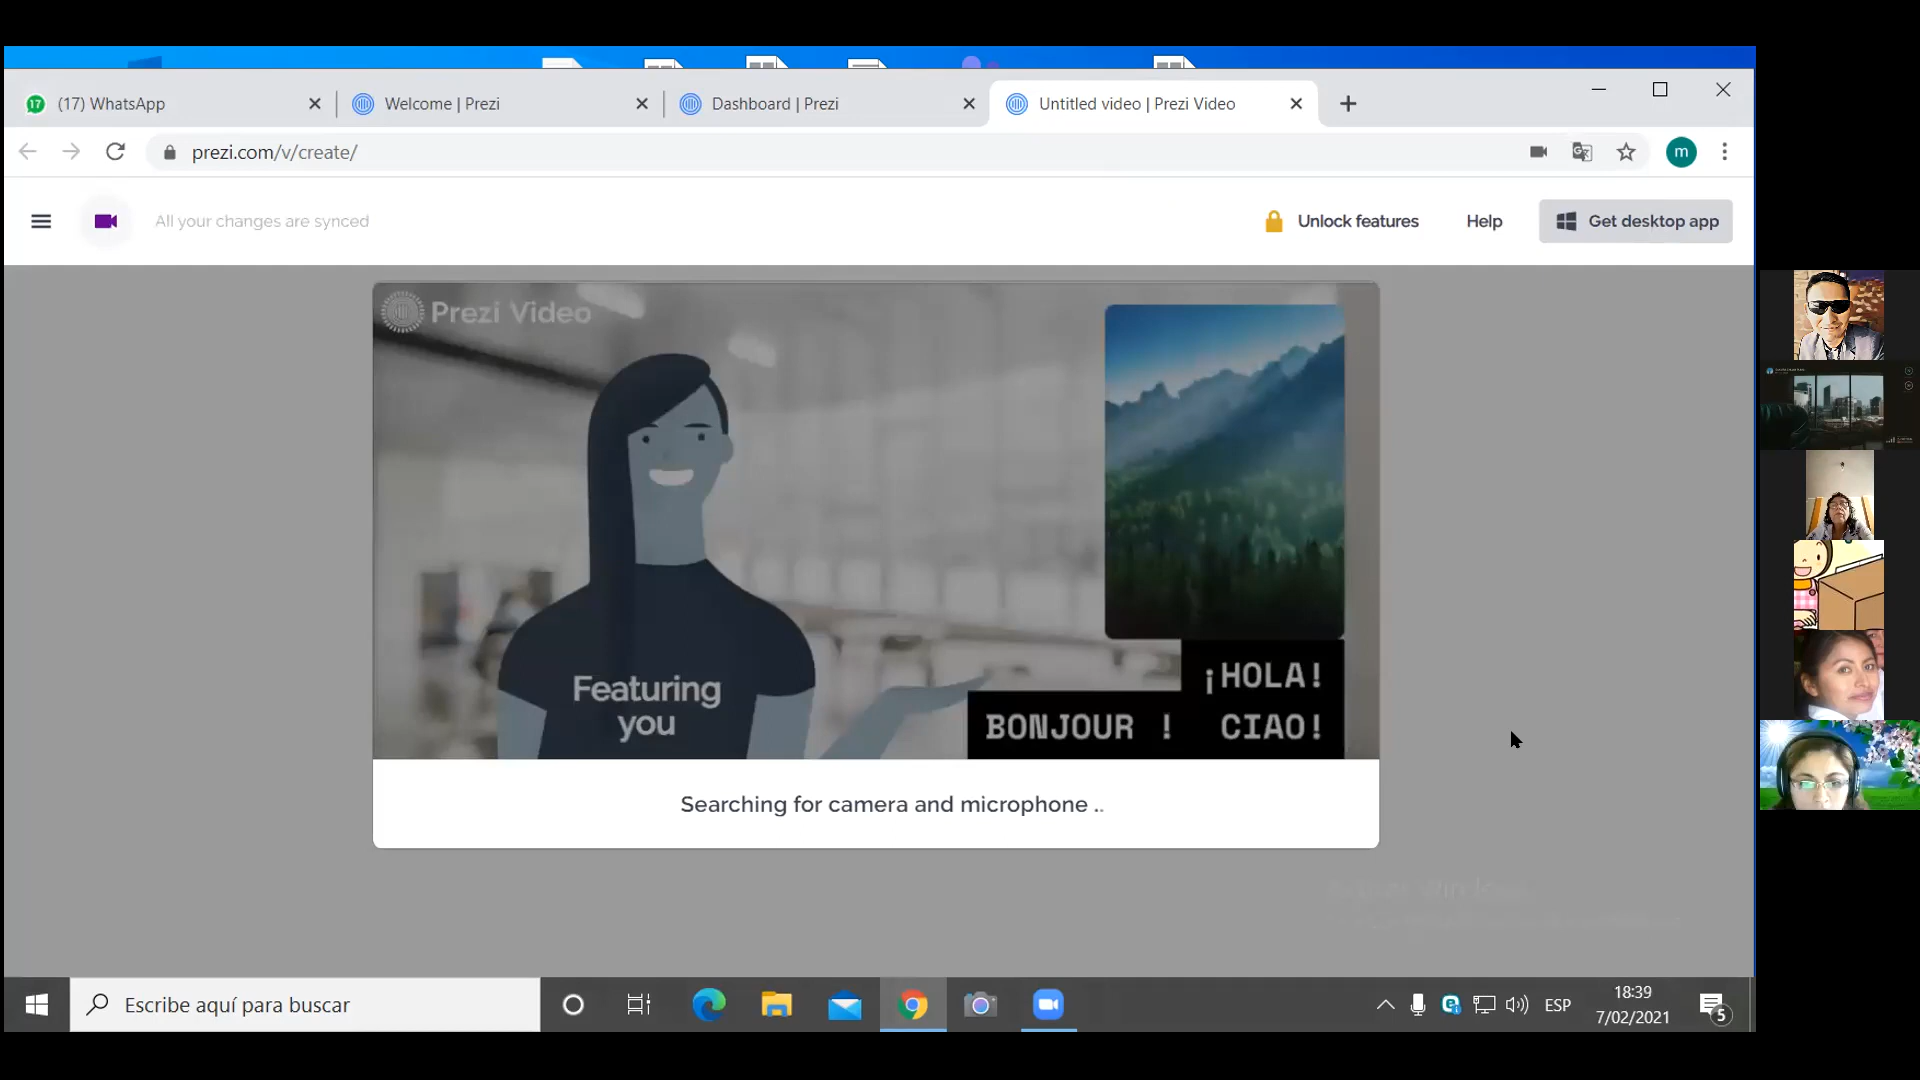 17 (17) WhatsApp
Welcome | Prezi
Dashboard | Prezi
Untitled video | Prezi Video
prezi.com/v/create/
m
All your changes are synced
Unlock features
Help
Get desktop app
Prezi Video
Featuring
you
¡HOLA!
BONJOUR ! CIAO!
Searching for camera and microphone ..
Escribe aquí para buscar
ESP
18:39
7/02/2021
5